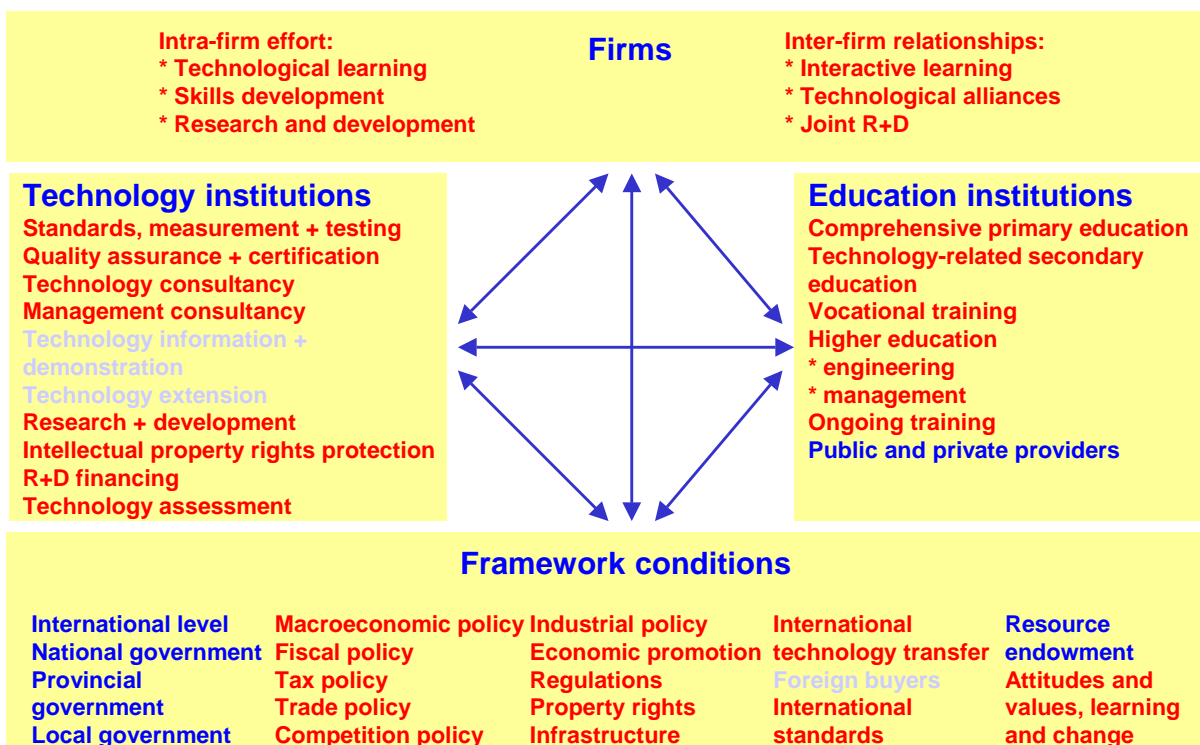 Firms
Intra-firm effort:
* Technological learning
* Skills development
* Research and development
Inter-firm relationships:
* Interactive learning
* Technological alliances
* Joint R+D
Technology institutions
Standards, measurement + testing
Quality assurance + certification
Technology consultancy
Management consultancy
Technology information +
demonstration
Technology extension
Research + development
Intellectual property rights protection
R+D financing
Technology assessment
Education institutions
Comprehensive primary education
Technology-related secondary
education
Vocational training
Higher education
* engineering
* management
Ongoing training
Public and private providers
Framework conditions
International level
National government
Provincial
government
Local government
Macroeconomic policy
Fiscal policy
Tax policy
Trade policy
Competition policy
Industrial policy
Economic promotion
Regulations
Property rights
Infrastructure
International
technology transfer
Foreign buyers
International
standards
Resource
endowment
Attitudes and
values, learning
and change